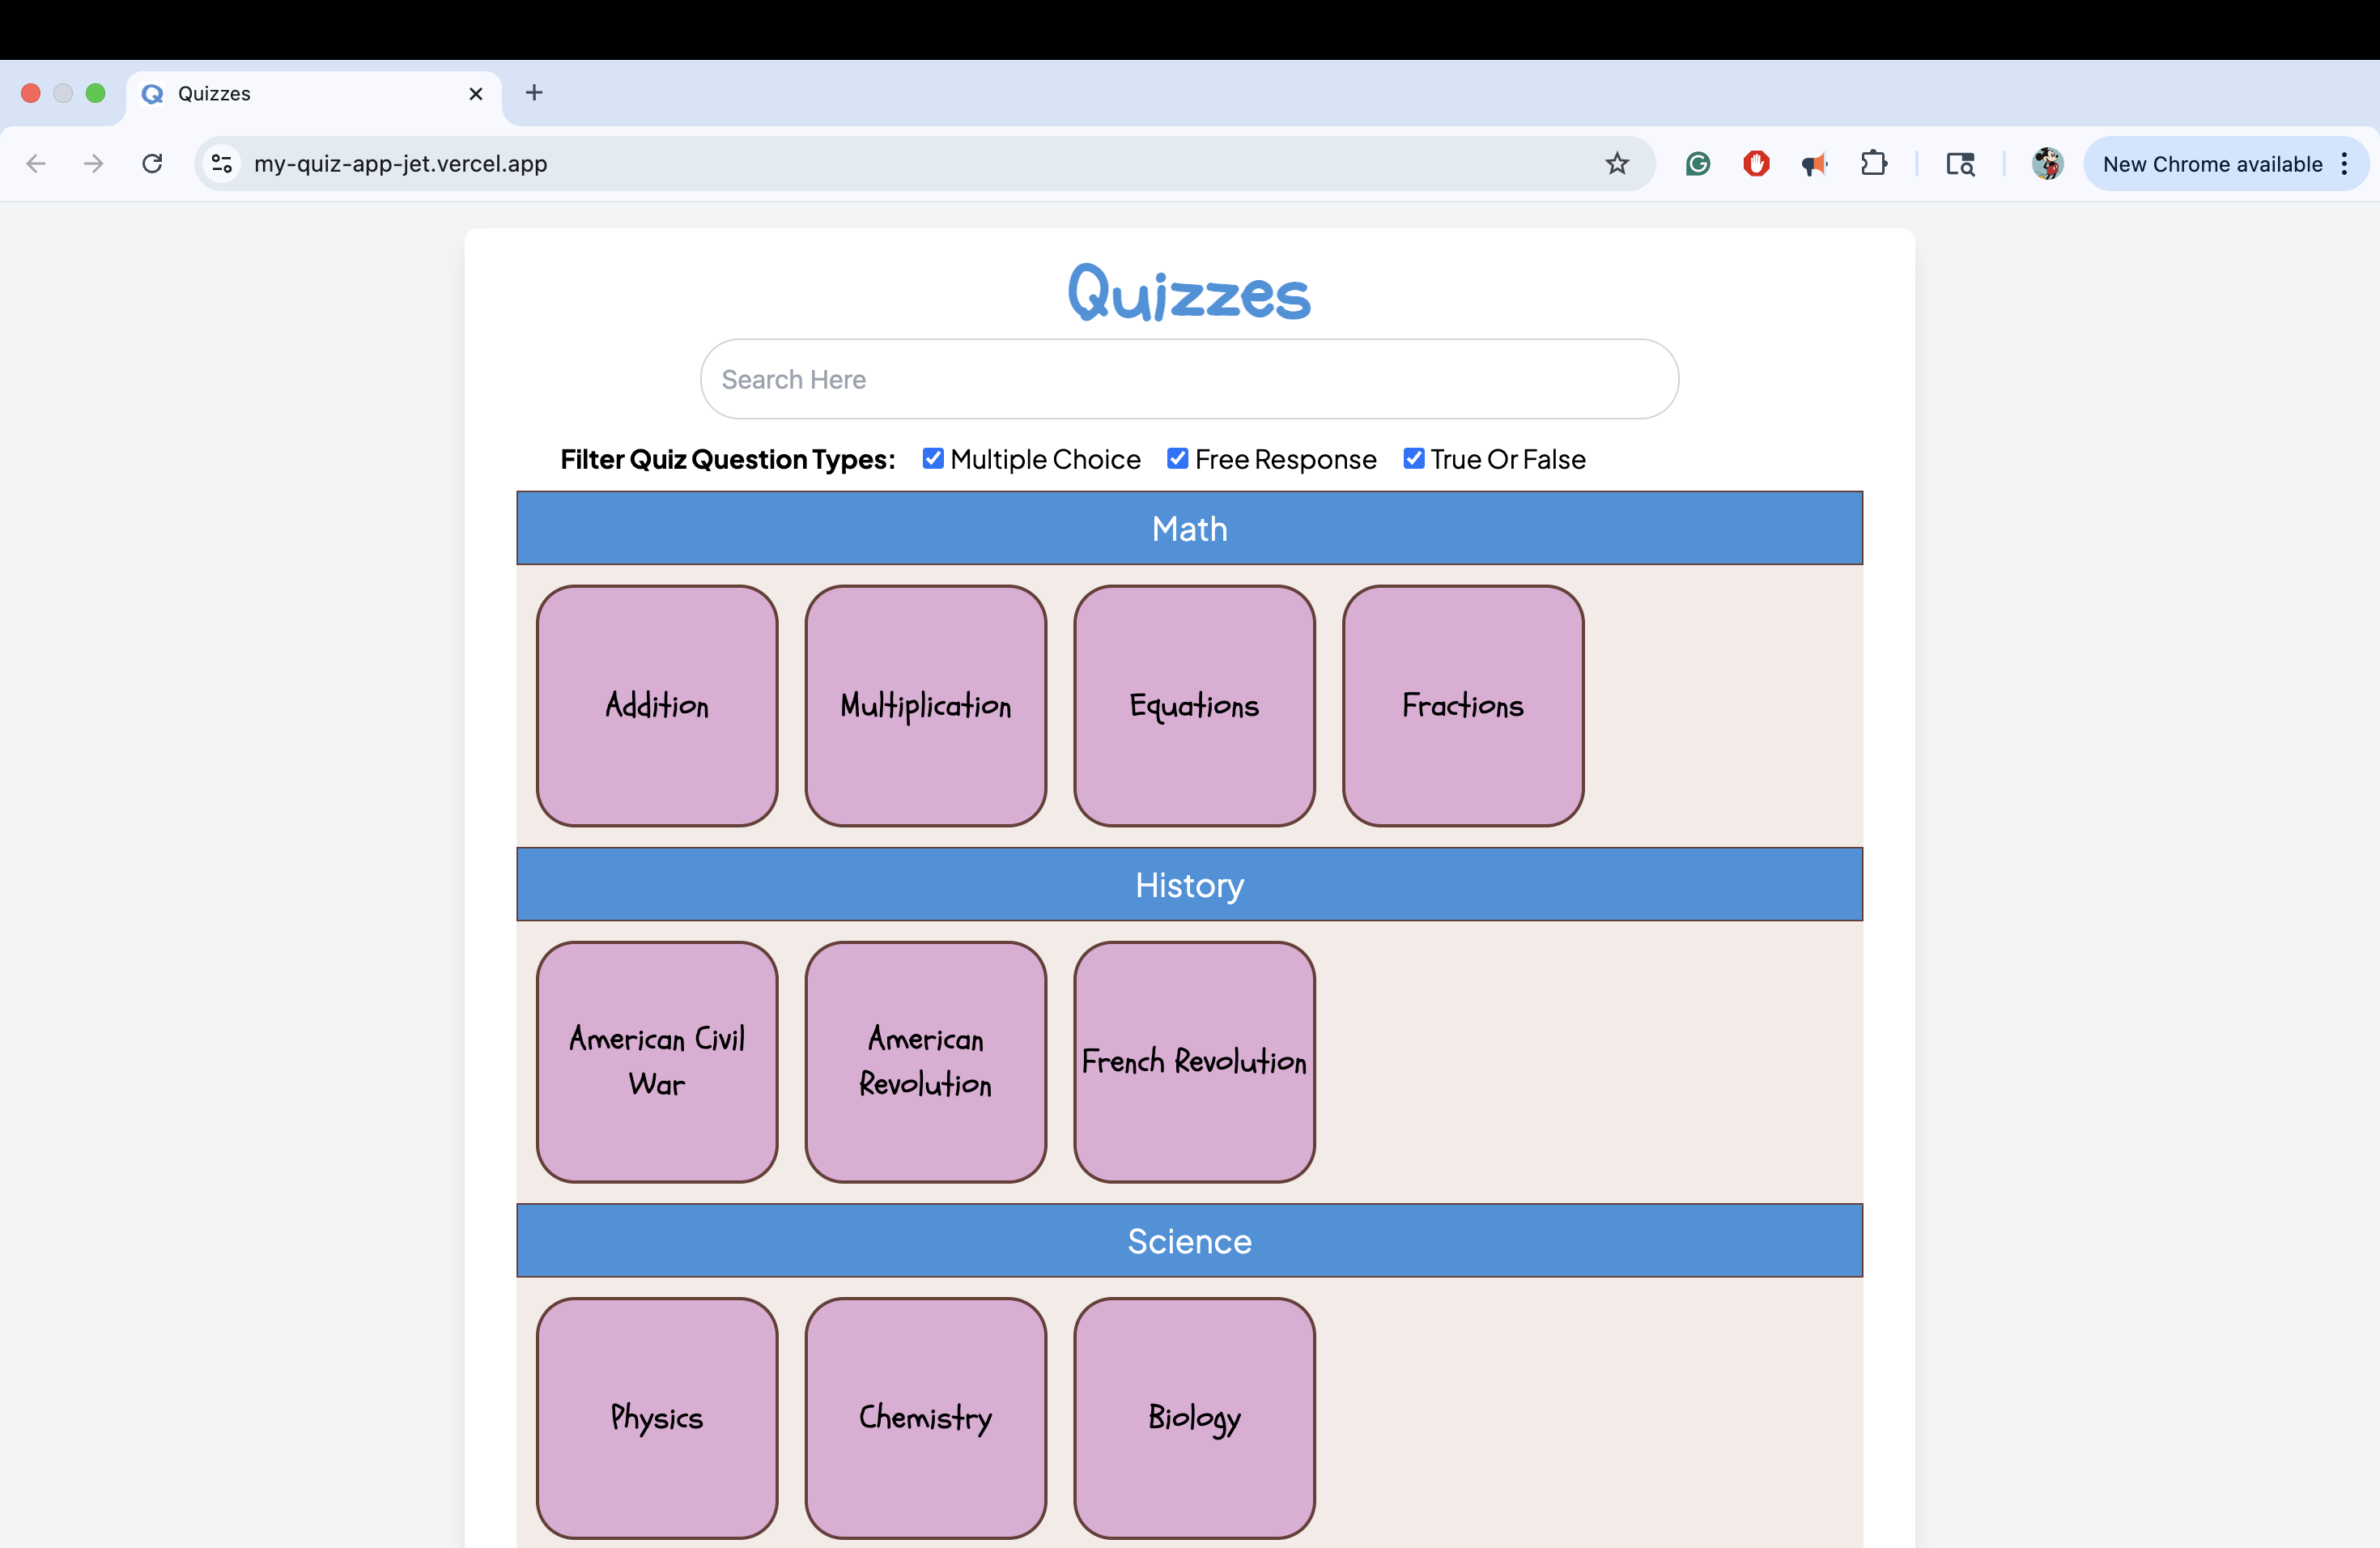 Quizzes
my-quiz-app-jet.vercel.app
New Chrome available
Quizzes
Search Here
Filter Quiz Question Types: Multiple Choice Free Response True Or False
Math
Addition Multiplication Equations Fractions
History
American Civil War American Revolution French Revolution
Science
Physics Chemistry Biology